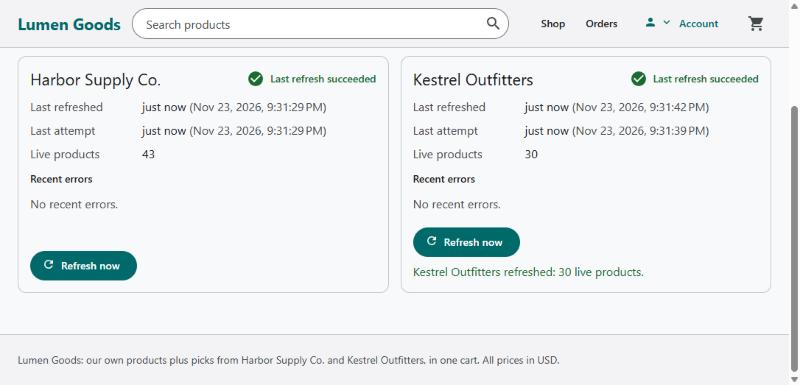 Lumen Goods
Search products
Shop
Orders
Account
Harbor Supply Co.
Last refresh succeeded
Last refreshed just now (Nov 23, 2026, 9:31:29 PM)
Last attempt just now (Nov 23, 2026, 9:31:29 PM)
Live products 43
Recent errors
No recent errors.
Refresh now
Kestrel Outfitters
Last refresh succeeded
Last refreshed just now (Nov 23, 2026, 9:31:42 PM)
Last attempt just now (Nov 23, 2026, 9:31:39 PM)
Live products 30
Recent errors
No recent errors.
Refresh now
Kestrel Outfitters refreshed: 30 live products.
Lumen Goods: our own products plus picks from Harbor Supply Co. and Kestrel Outfitters, in one cart. All prices in USD.